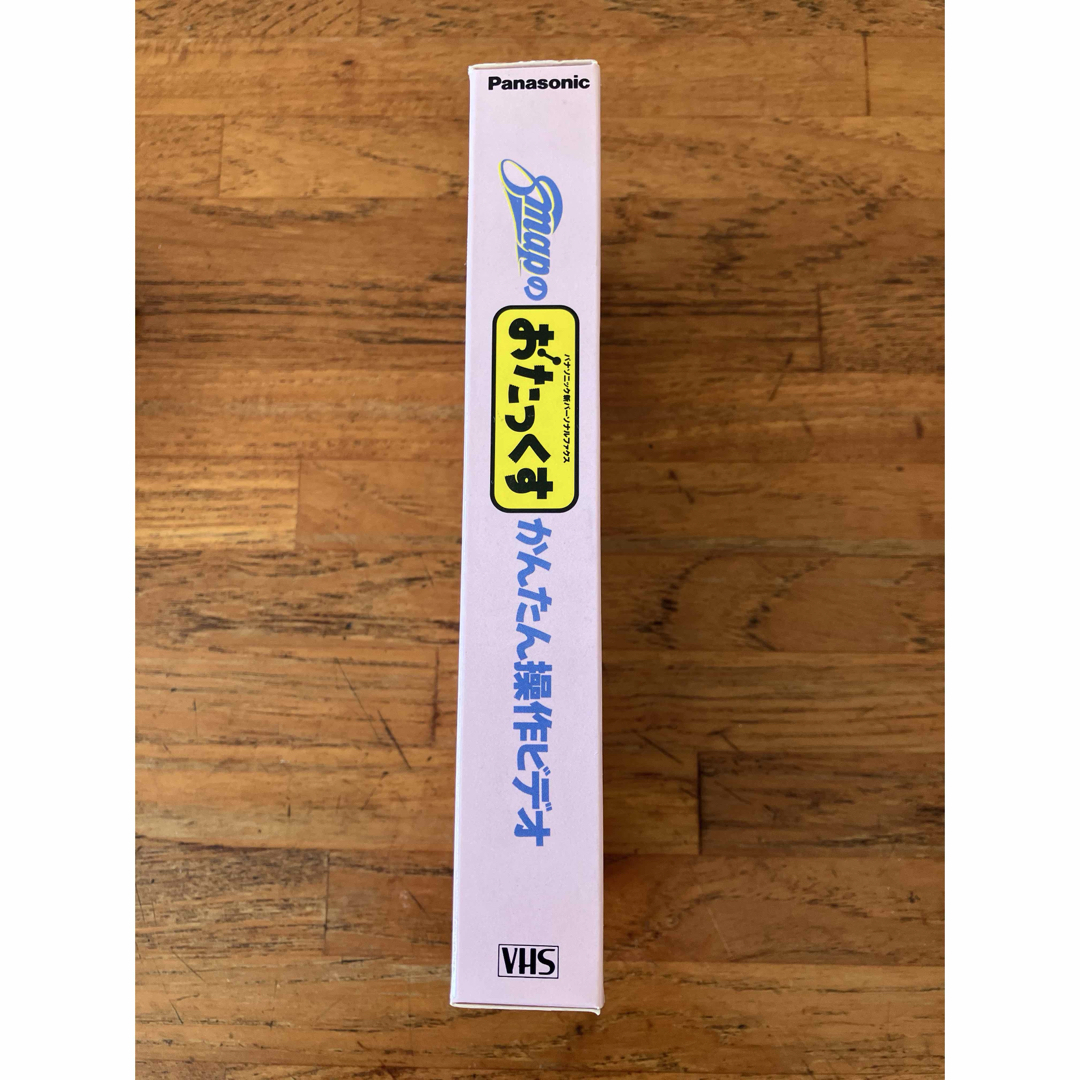 Panasonic
Smapの
パナソニック新パーソナルファクス
おたっくす
かんたん操作ビデオ
VHS